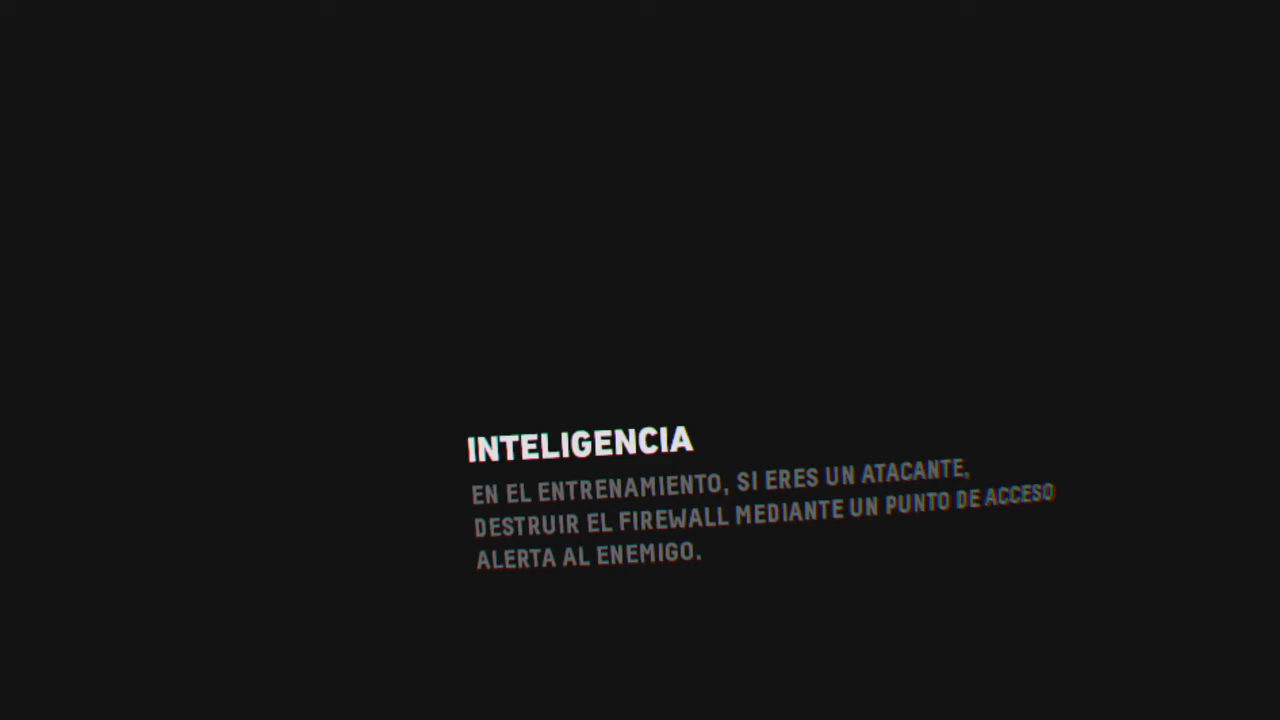 INTELIGENCIA
EN EL ENTRENAMIENTO, SI ERES UN ATACANTE,
DESTRUIR EL FIREWALL MEDIANTE UN PUNTO DE ACCESO
ALERTA AL ENEMIGO.